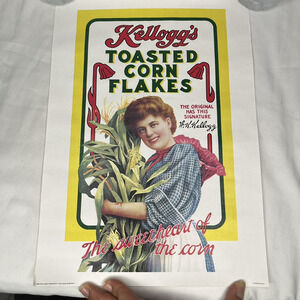 Kellogg's
TOASTED
CORN
FLAKES
THE ORIGINAL
HAS THIS
SIGNATURE
W.K.Kellogg
The sweetheart of
the corn